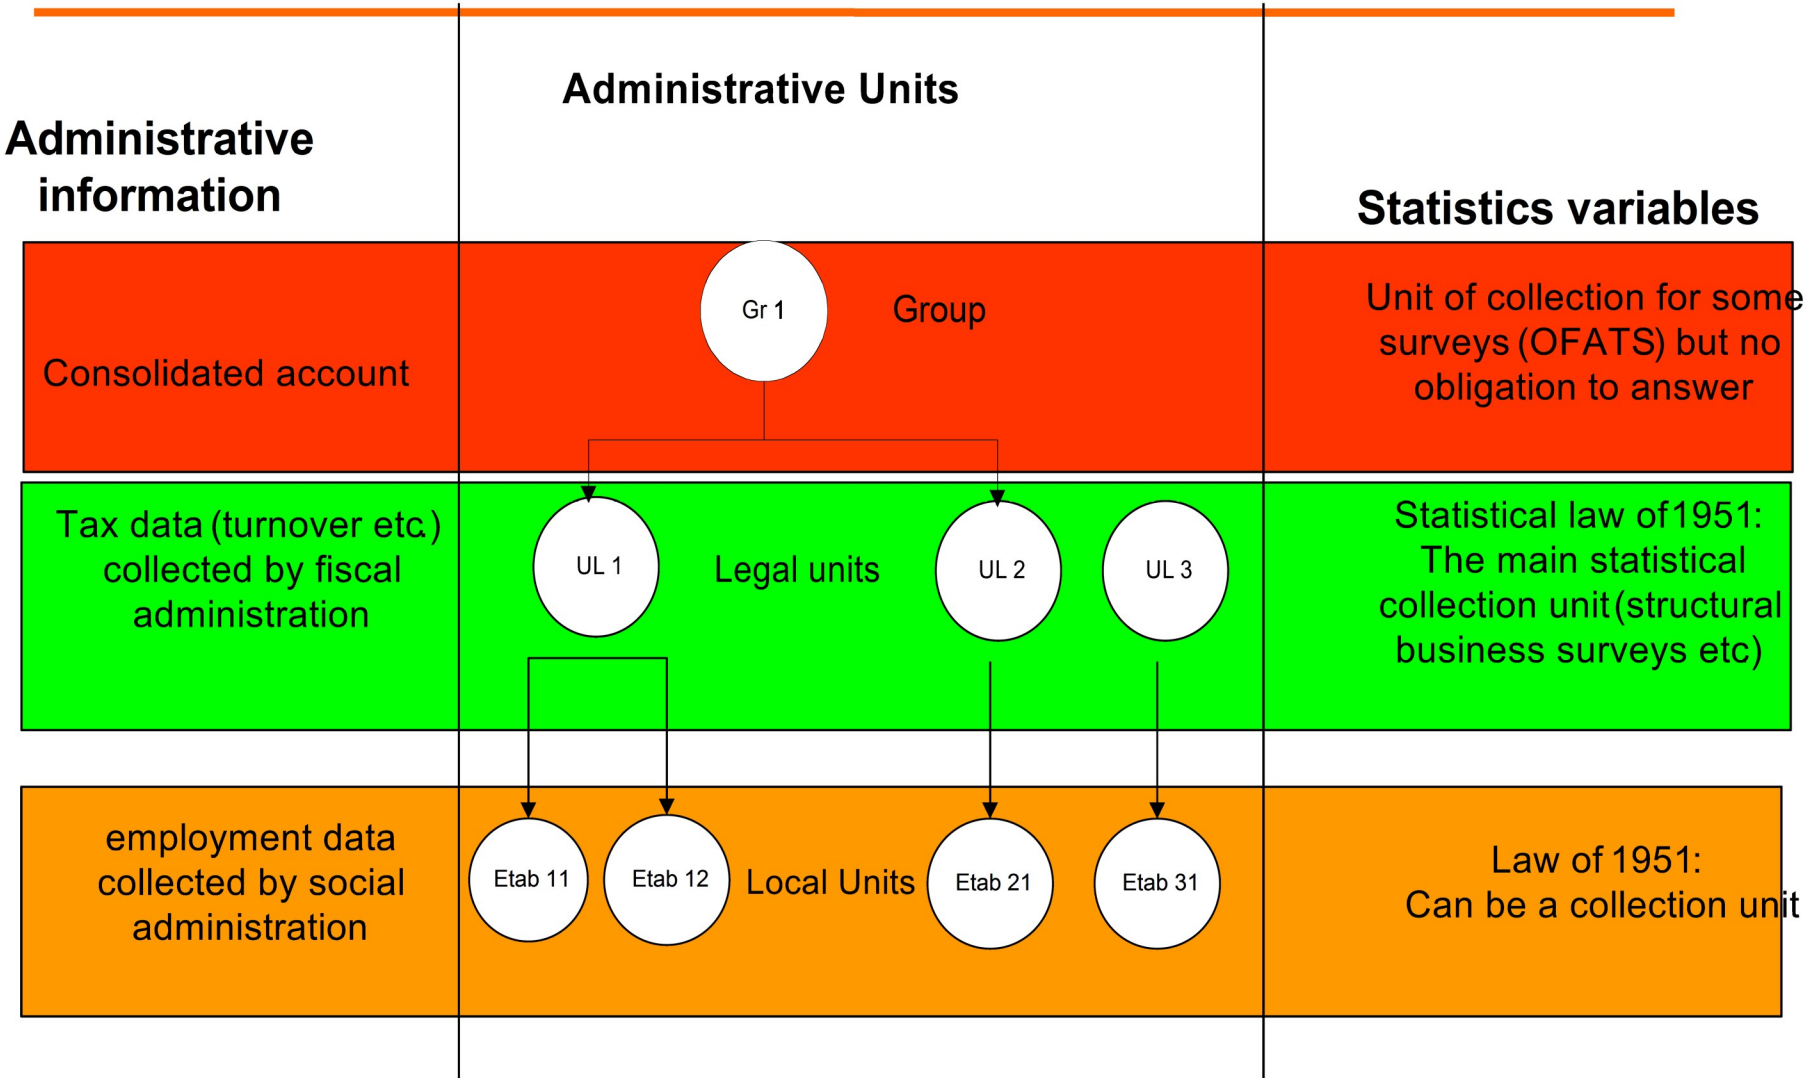 Administrative Units
Administrative
information
Statistics variables
Consolidated account
Gr 1
Group
Unit of collection for some
surveys (OFATS) but no
obligation to answer
Tax data (turnover etc.)
collected by fiscal
administration
UL 1
Legal units
UL 2
UL 3
Statistical law of 1951:
The main statistical
collection unit (structural
business surveys etc)
employment data
collected by social
administration
Etab 11
Etab 12
Local Units
Etab 21
Etab 31
Law of 1951:
Can be a collection unit